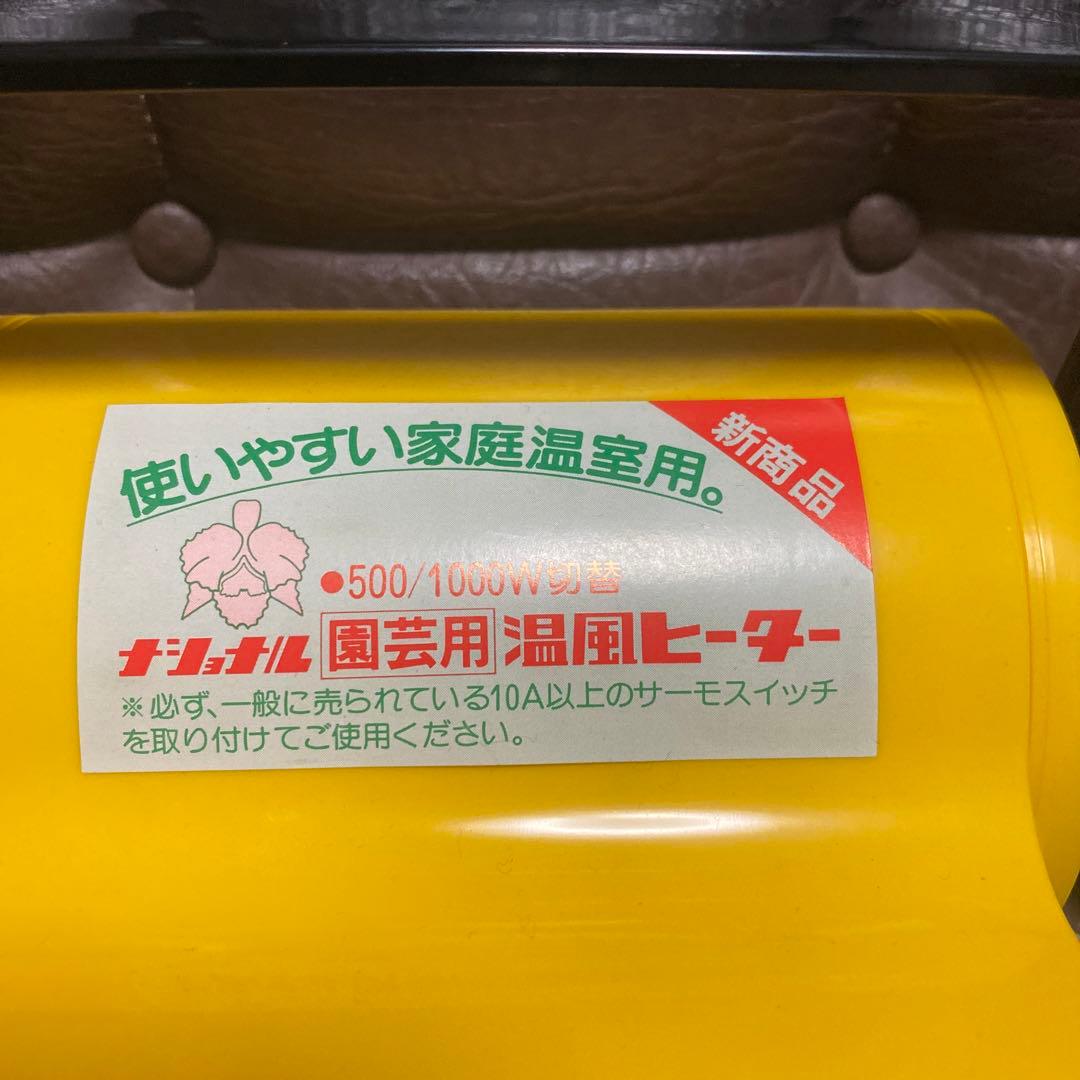 使いやすい家庭温室用。
新商品
●500/1000W切替
ナショナル 園芸用 温風ヒーター
※必ず、一般に売られている10A以上のサーモスイッチ
を取り付けてご使用ください。